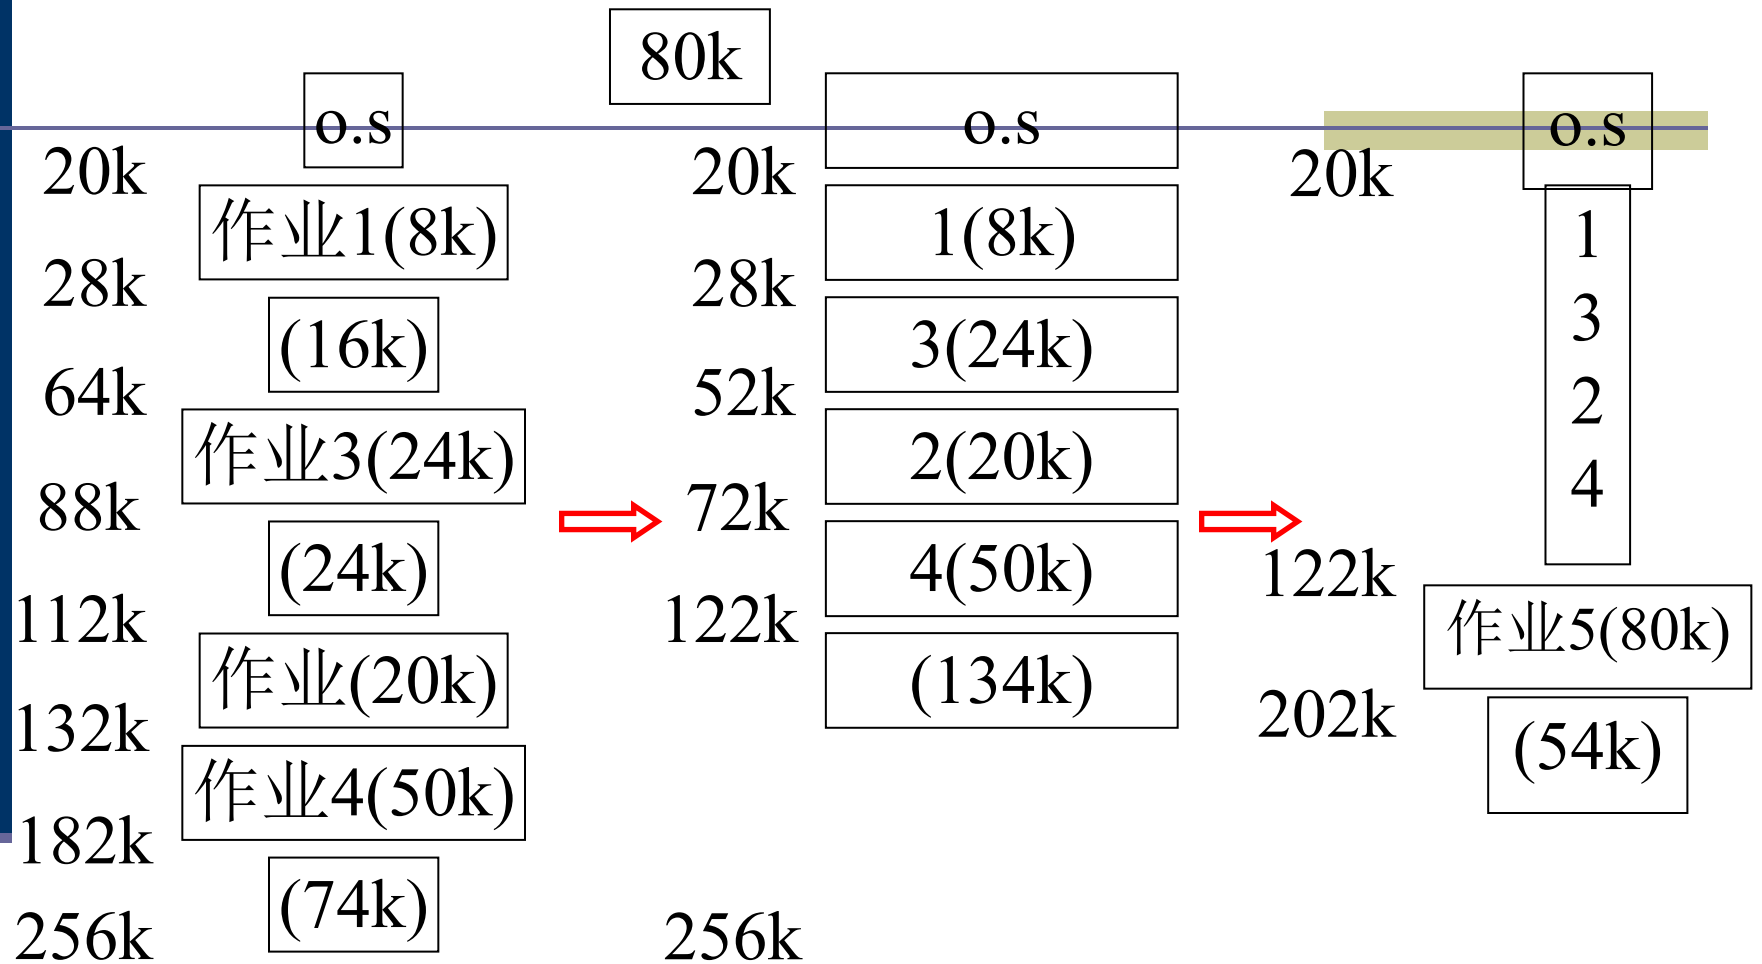 80k
o.s
20k
作业1(8k)
28k
(16k)
64k
作业3(24k)
88k
(24k)
112k
作业(20k)
132k
作业4(50k)
182k
(74k)
256k
o.s
20k
1(8k)
28k
3(24k)
52k
2(20k)
72k
4(50k)
122k
(134k)
256k
o.s
20k
1
3
2
4
122k
作业5(80k)
202k
(54k)